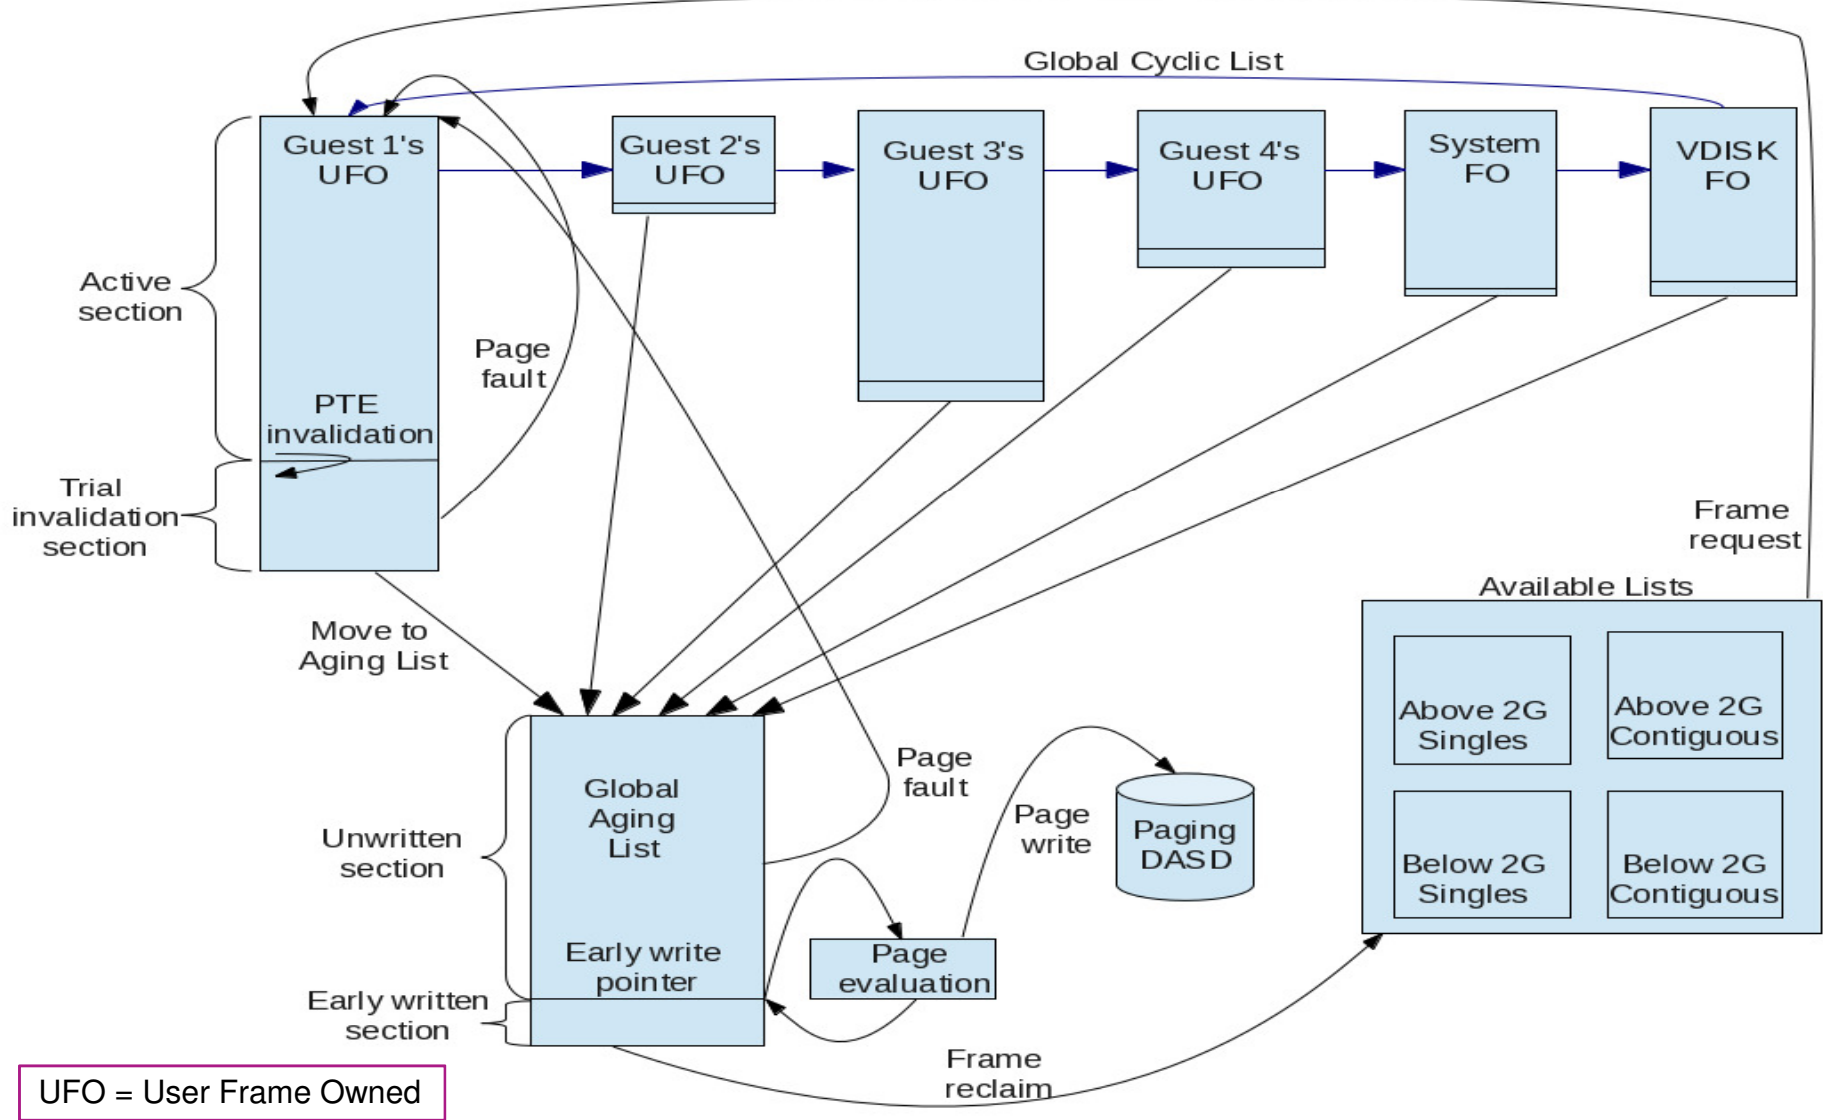 Global Cyclic List
Guest 1's
UFO
Guest 2's
UFO
Guest 3's
UFO
Guest 4's
UFO
System
FO
VDISK
FO
Active
section
Page
fault
PTE
invalidation
Trial
invalidation
section
Frame
request
Move to
Aging List
Available Lists
Above 2G
Singles
Above 2G
Contiguous
Below 2G
Singles
Below 2G
Contiguous
Global
Aging
List
Page
fault
Page
write
Paging
DASD
Unwritten
section
Early write
pointer
Page
evaluation
Early written
section
Frame
reclaim
UFO = User Frame Owned